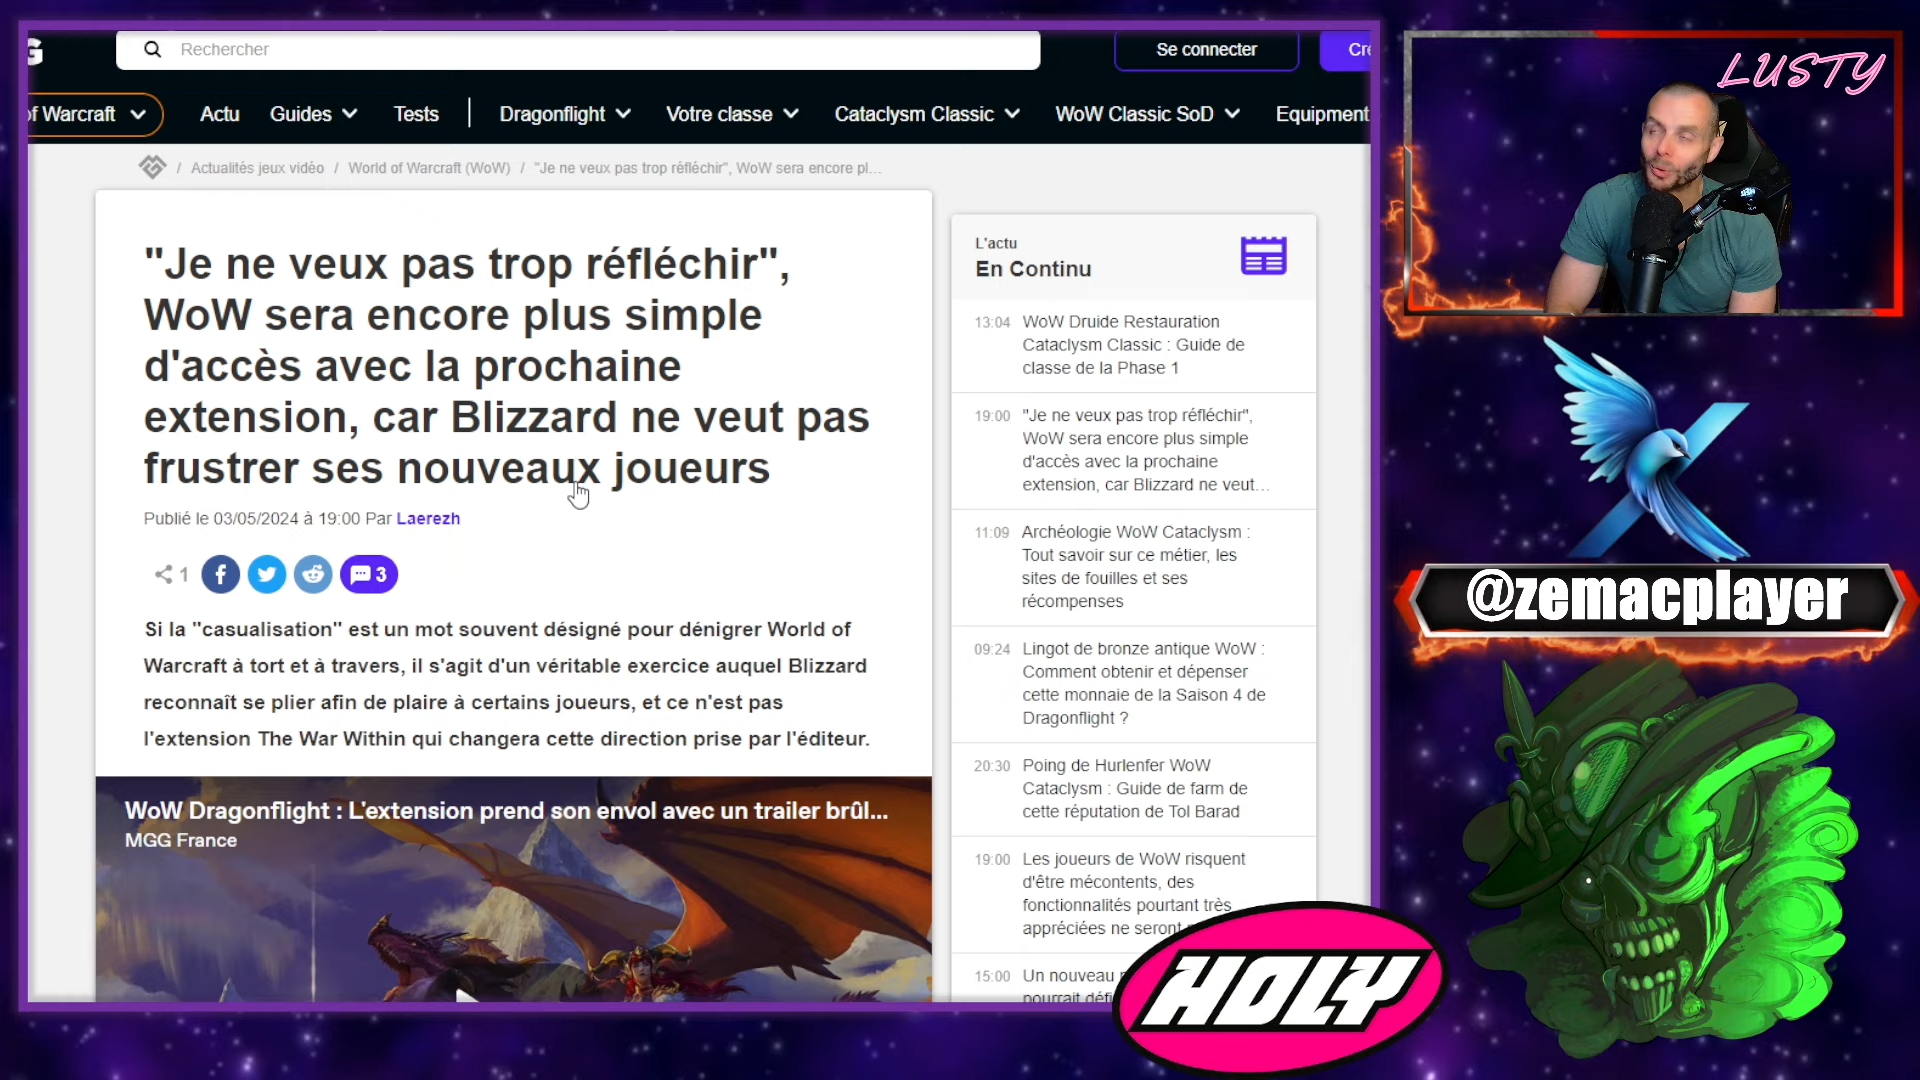 G
Rechercher
Se connecter
Cré
of Warcraft
Actu
Guides
Tests
Dragonflight
Votre classe
Cataclysm Classic
WoW Classic SoD
Equipment
/ Actualités jeux vidéo / World of Warcraft (WoW) / "Je ne veux pas trop réfléchir", WoW sera encore pl...
"Je ne veux pas trop réfléchir",
WoW sera encore plus simple
d'accès avec la prochaine
extension, car Blizzard ne veut pas
frustrer ses nouveaux joueurs
Publié le 03/05/2024 à 19:00 Par Laerezh
1
3
Si la "casualisation" est un mot souvent désigné pour dénigrer World of
Warcraft à tort et à travers, il s'agit d'un véritable exercice auquel Blizzard
reconnaît se plier afin de plaire à certains joueurs, et ce n'est pas
l'extension The War Within qui changera cette direction prise par l'éditeur.
WoW Dragonflight : L'extension prend son envol avec un trailer brûl...
MGG France
L'actu
En Continu
13:04 WoW Druide Restauration
Cataclysm Classic : Guide de
classe de la Phase 1
19:00 "Je ne veux pas trop réfléchir",
WoW sera encore plus simple
d'accès avec la prochaine
extension, car Blizzard ne veut...
11:09 Archéologie WoW Cataclysm :
Tout savoir sur ce métier, les
sites de fouilles et ses
récompenses
09:24 Lingot de bronze antique WoW :
Comment obtenir et dépenser
cette monnaie de la Saison 4 de
Dragonflight ?
20:30 Poing de Hurlenfer WoW
Cataclysm : Guide de farm de
cette réputation de Tol Barad
19:00 Les joueurs de WoW risquent
d'être mécontents, des
fonctionnalités pourtant très
appréciées ne seront
15:00 Un nouveau
pourrait défi
LUSTY
@zemacplayer
HOLY